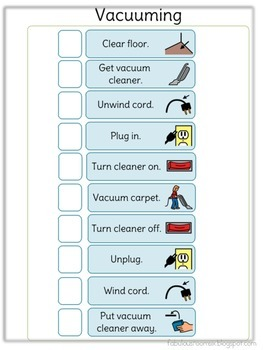 Vacuuming
Clear floor.
Get vacuum
cleaner.
Unwind cord.
Plug in.
Turn cleaner on.
Vacuum carpet.
Turn cleaner off.
Unplug.
Wind cord.
Put vacuum
cleaner away.